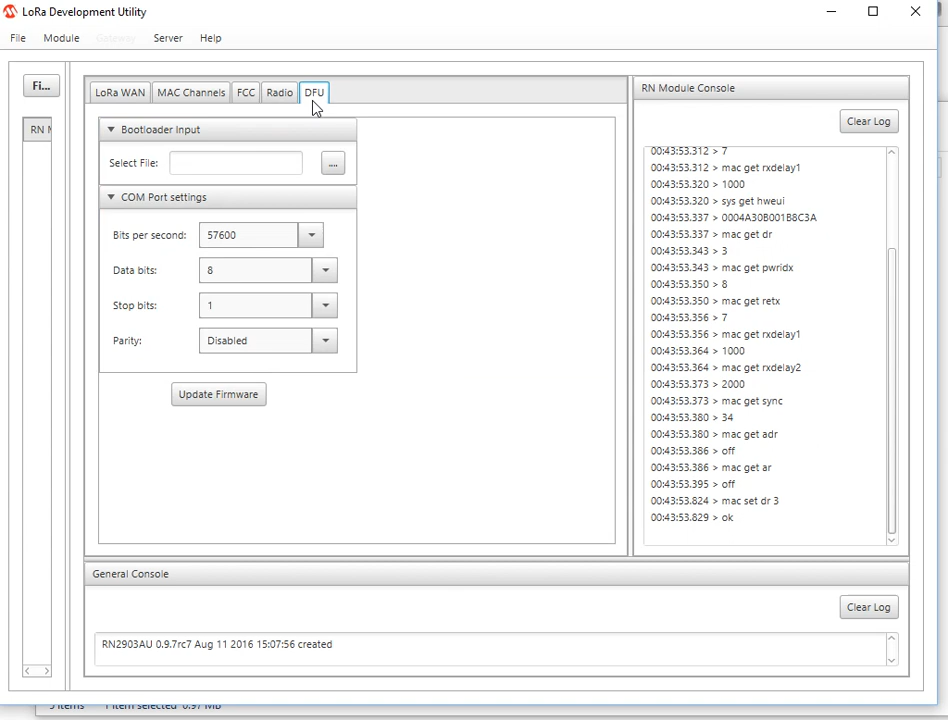 LoRa Development Utility
File Module Gateway Server Help
Fi...
RN M
LoRa WAN MAC Channels FCC Radio DFU
Bootloader Input
Select File: ....
COM Port settings
Bits per second: 57600
Data bits: 8
Stop bits: 1
Parity: Disabled
Update Firmware
RN Module Console
Clear Log
00:43:53.312 > 7
00:43:53.312 > mac get rxdelay1
00:43:53.320 > 1000
00:43:53.320 > sys get hweui
00:43:53.337 > 0004A30B001B8C3A
00:43:53.337 > mac get dr
00:43:53.343 > 3
00:43:53.343 > mac get pwridx
00:43:53.350 > 8
00:43:53.350 > mac get retx
00:43:53.356 > 7
00:43:53.356 > mac get rxdelay1
00:43:53.364 > 1000
00:43:53.364 > mac get rxdelay2
00:43:53.373 > 2000
00:43:53.373 > mac get sync
00:43:53.380 > 34
00:43:53.380 > mac get adr
00:43:53.386 > off
00:43:53.386 > mac get ar
00:43:53.395 > off
00:43:53.824 > mac set dr 3
00:43:53.829 > ok
General Console
Clear Log
RN2903AU 0.9.7rc7 Aug 11 2016 15:07:56 created
5 items 1 item selected 0.97 MB